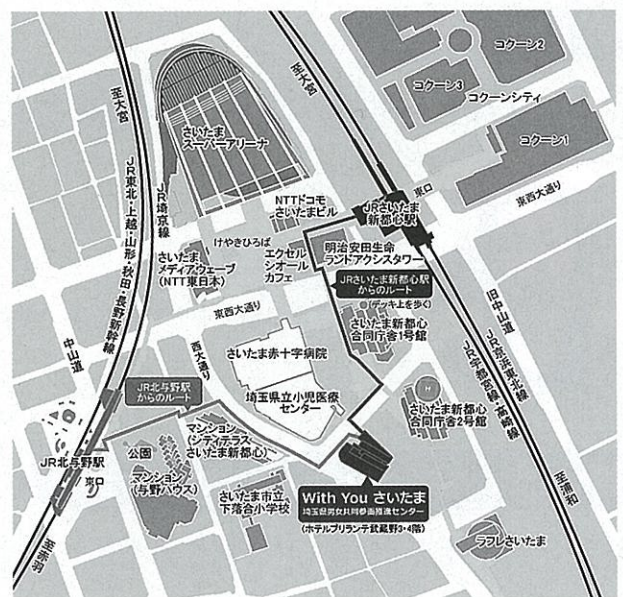 コクーン2
コクーン3
コクーンシティ
コクーン1
至大宮
至大宮
さいたま
スーパーアリーナ
JR埼京線
JR東北・上越・山形・秋田・長野新幹線
NTTドコモ
さいたまビル
JRさいたま
新都心駅
東口
東西大通り
けやきひろば
エクセル
シオール
カフェ
明治安田生命
ランドアクシスタワー
さいたま
メディアウェーブ
(NTT東日本)
JRさいたま新都心駅
からのルート
(デッキ上を歩く)
東西大通り
さいたま新都心
合同庁舎1号館
旧中山道
JR京浜東北線
JR宇都宮線・高崎線
中山道
西大通り
さいたま赤十字病院
埼玉県立小児医療
センター
JR北与野駅
からのルート
H
さいたま新都心
合同庁舎2号館
JR北与野駅
東口
公園
マンション
(与野ハウス)
マンション
(シティテラス
さいたま新都心)
さいたま市立
下落合小学校
With You さいたま
埼玉県男女共同参画推進センター
(ホテルブリランテ武蔵野3・4階)
至浦和
ラフレさいたま
至赤羽